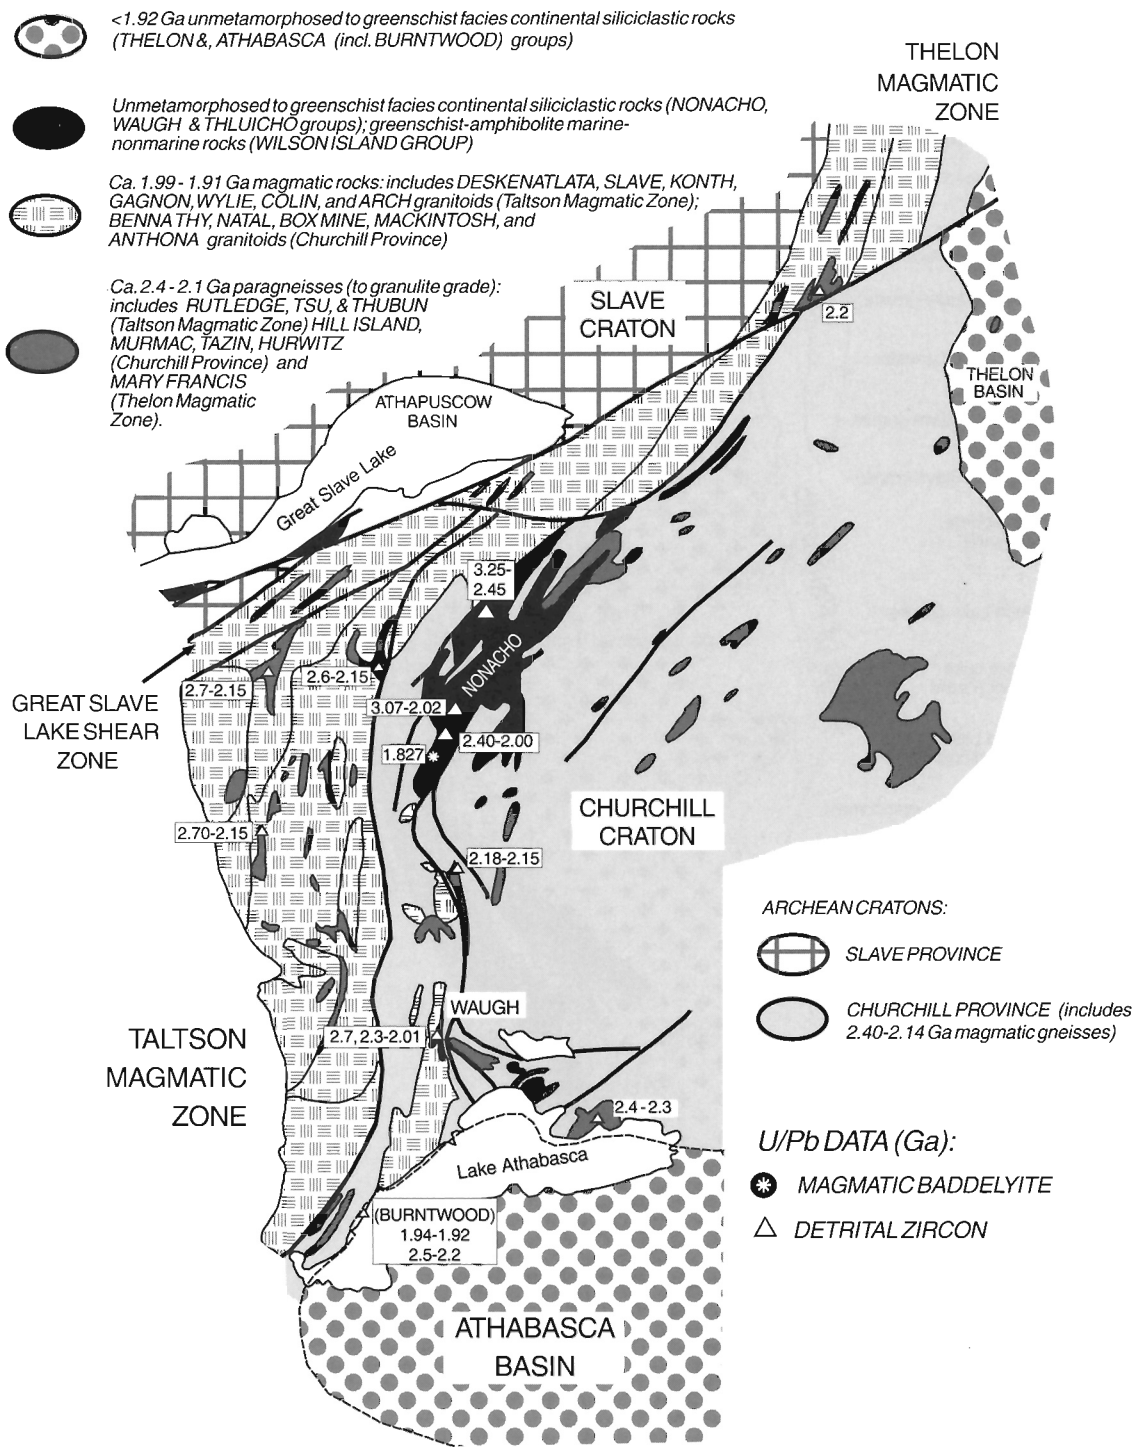 <1.92 Ga unmetamorphosed to greenschist facies continental siliciclastic rocks
(THELON &, ATHABASCA (incl. BURNTWOOD) groups)
Unmetamorphosed to greenschist facies continental siliciclastic rocks (NONACHO,
WAUGH & THLUICHO groups); greenschist-amphibolite marine-
nonmarine rocks (WILSON ISLAND GROUP)
Ca. 1.99 - 1.91 Ga magmatic rocks: includes DESKENATLATA, SLAVE, KONTH,
GAGNON, WYLIE, COLIN, and ARCH granitoids (Taltson Magmatic Zone);
BENNA THY, NATAL, BOX MINE, MACKINTOSH, and
ANTHONA granitoids (Churchill Province)
Ca. 2.4 - 2.1 Ga paragneisses (to granulite grade):
includes RUTLEDGE, TSU, & THUBUN
(Taltson Magmatic Zone) HILL ISLAND,
MURMAC, TAZIN, HURWITZ
(Churchill Province) and
MARY FRANCIS
(Thelon Magmatic
Zone).
THELON
MAGMATIC
ZONE
SLAVE
CRATON
2.2
THELON
BASIN
ATHAPUSCOW
BASIN
Great Slave Lake
3.25-
2.45
NONACHO
2.6-2.15
2.7-2.15
GREAT SLAVE
LAKE SHEAR
ZONE
3.07-2.02
2.40-2.00
1.827
CHURCHILL
CRATON
2.70-2.15
2.18-2.15
ARCHEAN CRATONS:
SLAVE PROVINCE
CHURCHILL PROVINCE (includes
2.40-2.14 Ga magmatic gneisses)
WAUGH
2.7, 2.3-2.01
TALTSON
MAGMATIC
ZONE
2.4 - 2.3
Lake Athabasca
U/Pb DATA (Ga):
MAGMATIC BADDELYITE
DETRITAL ZIRCON
(BURNTWOOD)
1.94-1.92
2.5-2.2
ATHABASCA
BASIN